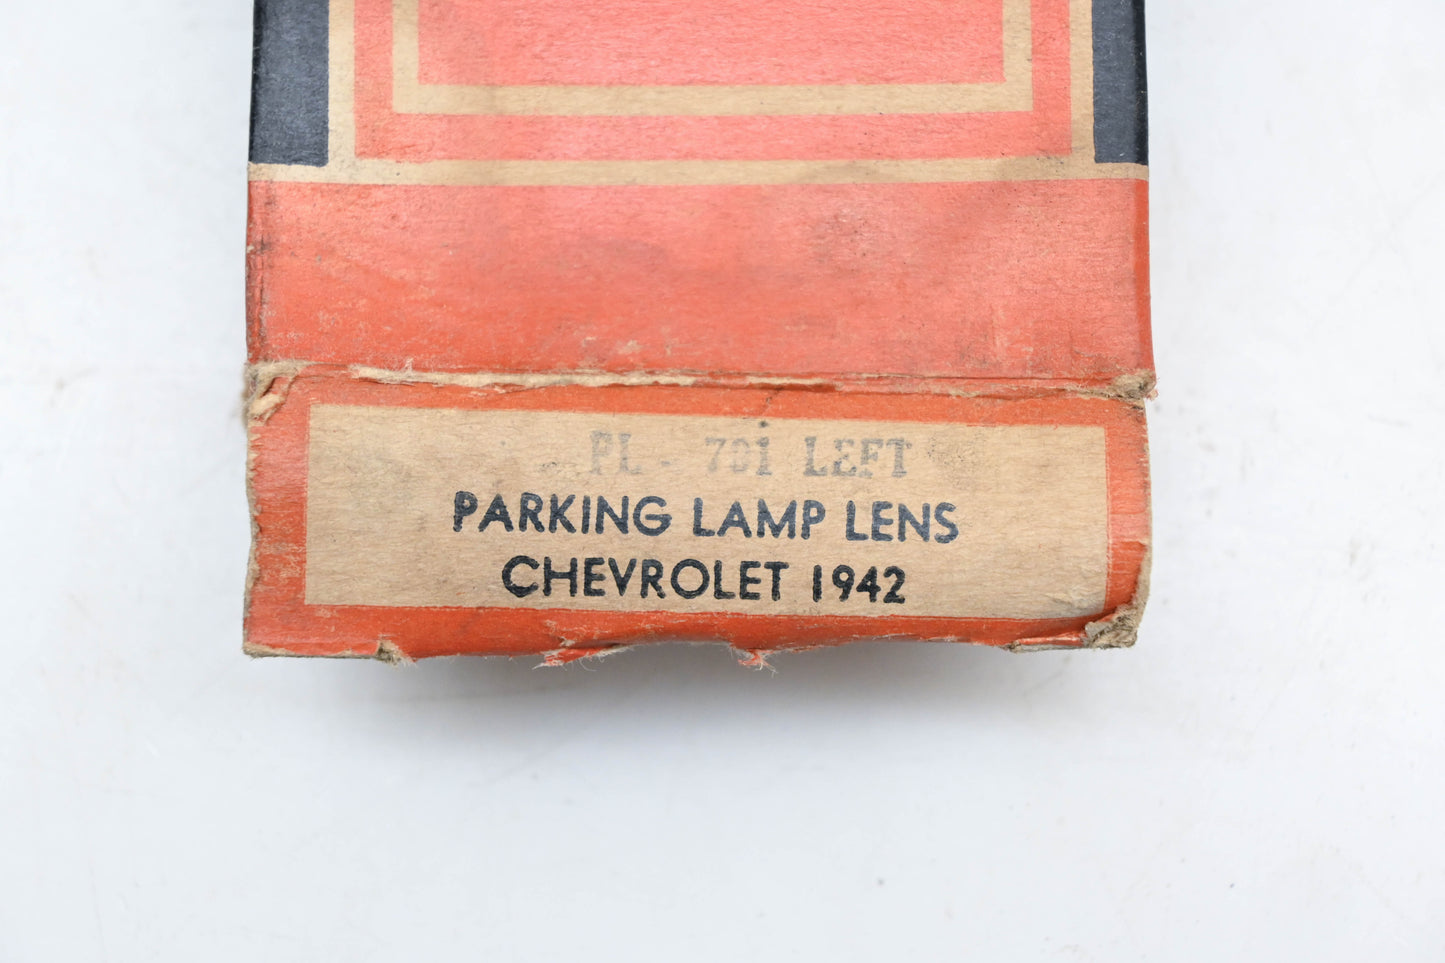 PL - 701 LEFT
PARKING LAMP LENS
CHEVROLET 1942